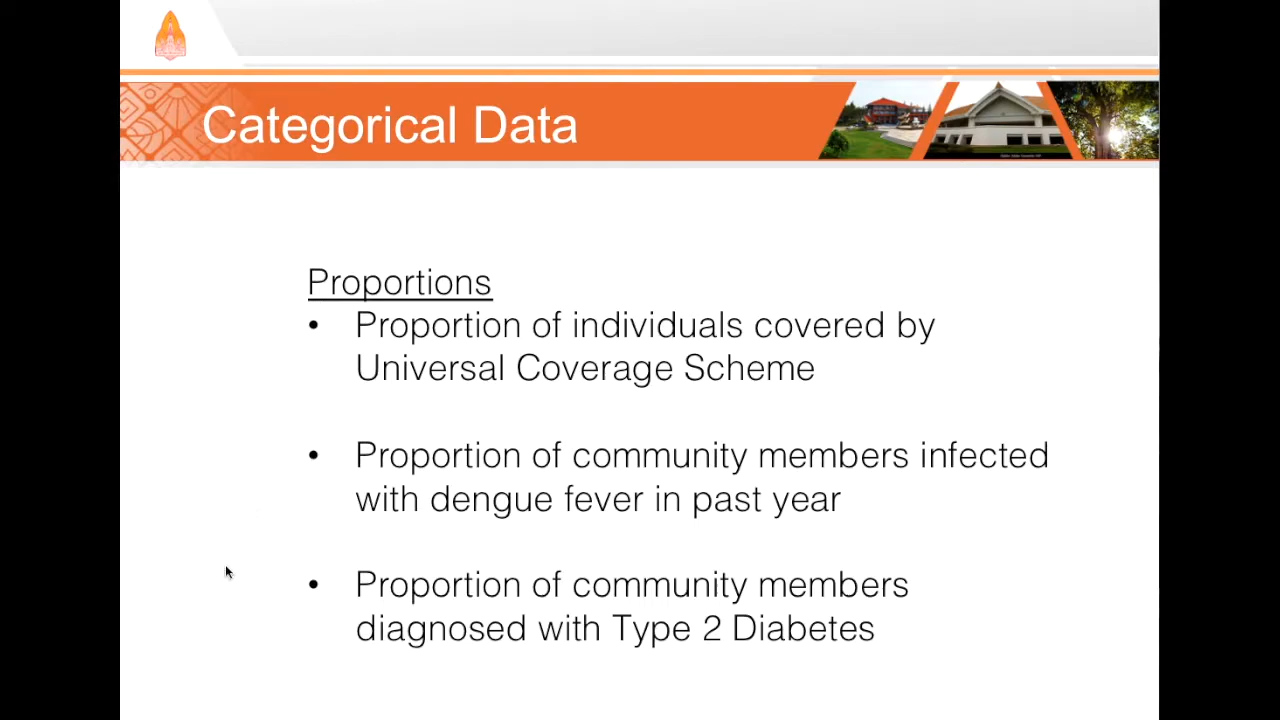 Categorical Data
Proportions
• Proportion of individuals covered by
Universal Coverage Scheme
• Proportion of community members infected
with dengue fever in past year
• Proportion of community members
diagnosed with Type 2 Diabetes